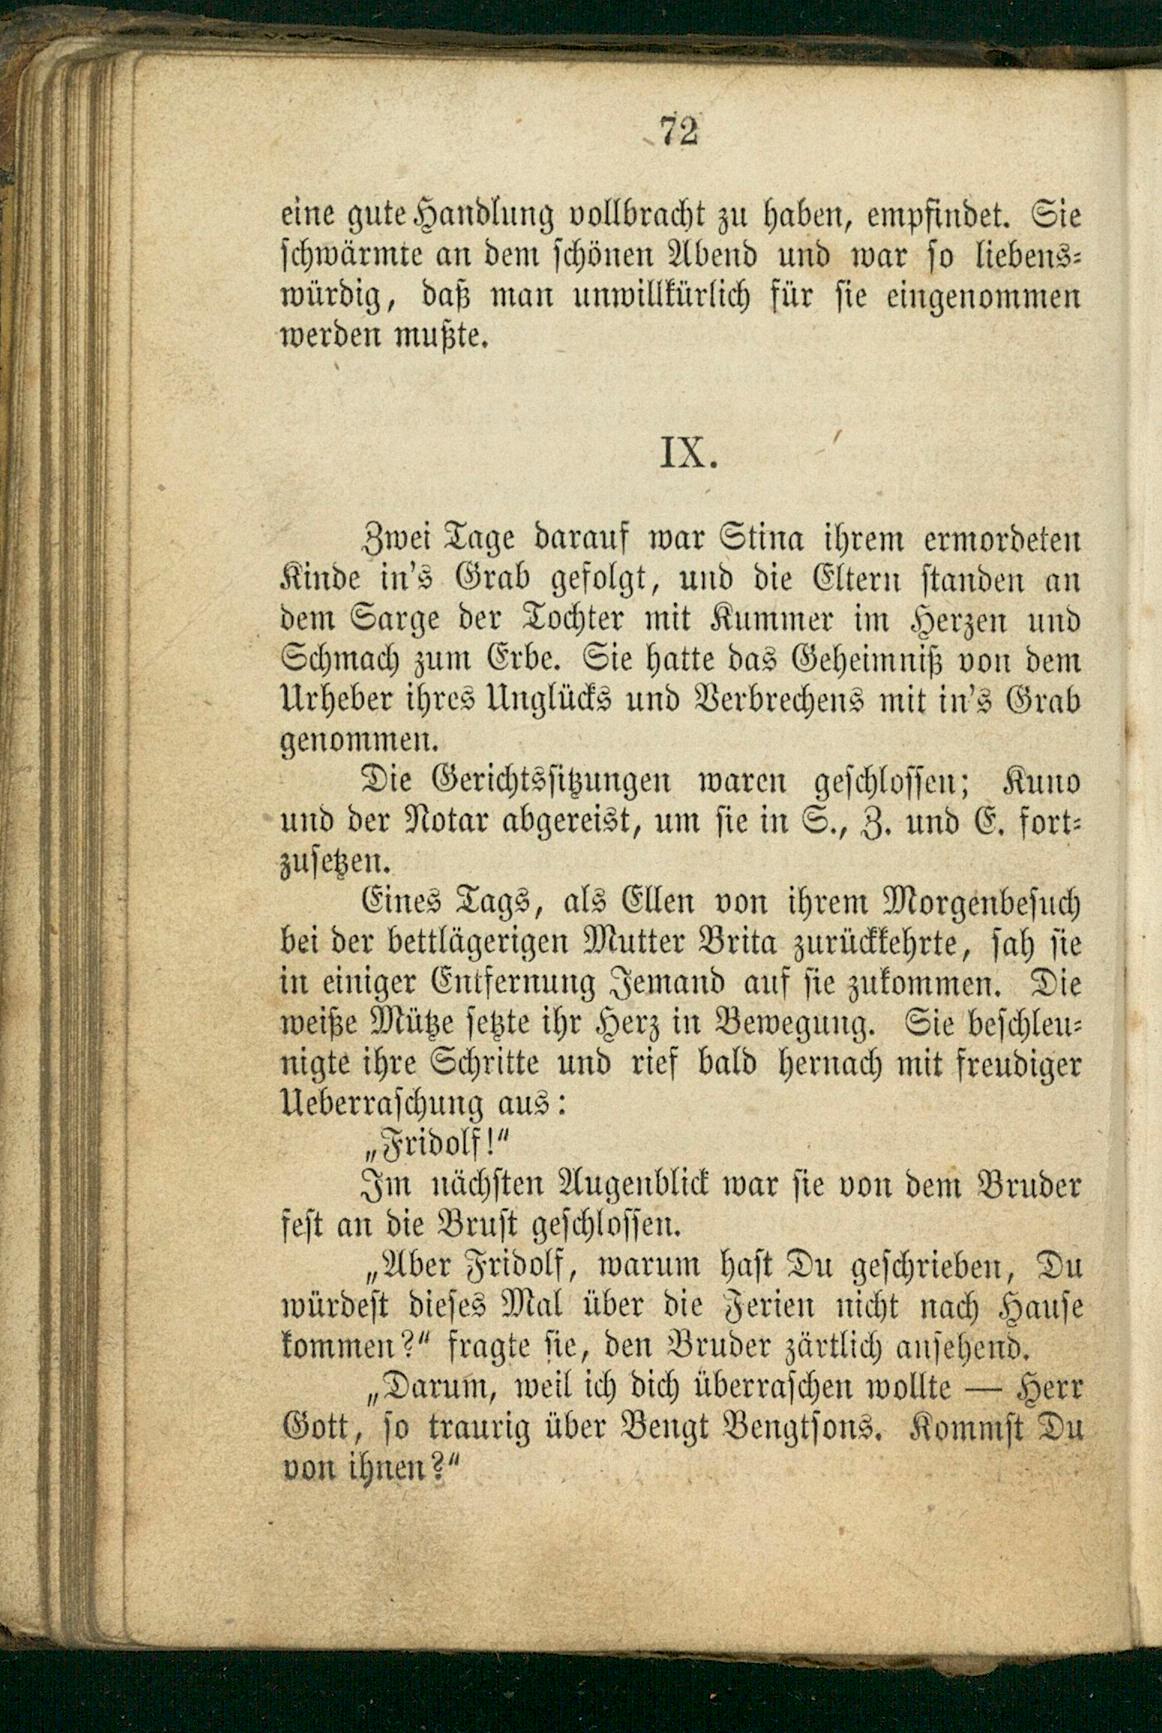 72
eine gute Handlung vollbracht zu haben, empfindet. Sie
schwärmte an dem schönen Abend und war so liebens-
würdig, daß man unwillkürlich für sie eingenommen
werden mußte.
IX.
Zwei Tage darauf war Stina ihrem ermordeten
Kinde in's Grab gefolgt, und die Eltern standen an
dem Sarge der Tochter mit Kummer im Herzen und
Schmach zum Erbe. Sie hatte das Geheimniß von dem
Urheber ihres Unglücks und Verbrechens mit in's Grab
genommen.
Die Gerichtssitzungen waren geschlossen; Kuno
und der Notar abgereist, um sie in S., Z. und E. fort-
zusetzen.
Eines Tags, als Ellen von ihrem Morgenbesuch
bei der bettlägerigen Mutter Brita zurückkehrte, sah sie
in einiger Entfernung Jemand auf sie zukommen. Die
weiße Mütze setzte ihr Herz in Bewegung. Sie beschleu-
nigte ihre Schritte und rief bald hernach mit freudiger
Ueberraschung aus:
„Fridolf!“
Im nächsten Augenblick war sie von dem Bruder
fest an die Brust geschlossen.
„Aber Fridolf, warum hast Du geschrieben, Du
würdest dieses Mal über die Ferien nicht nach Hause
kommen?“ fragte sie, den Bruder zärtlich ansehend.
„Darum, weil ich dich überraschen wollte — Herr
Gott, so traurig über Bengt Bengtsons. Kommst Du
von ihnen?“